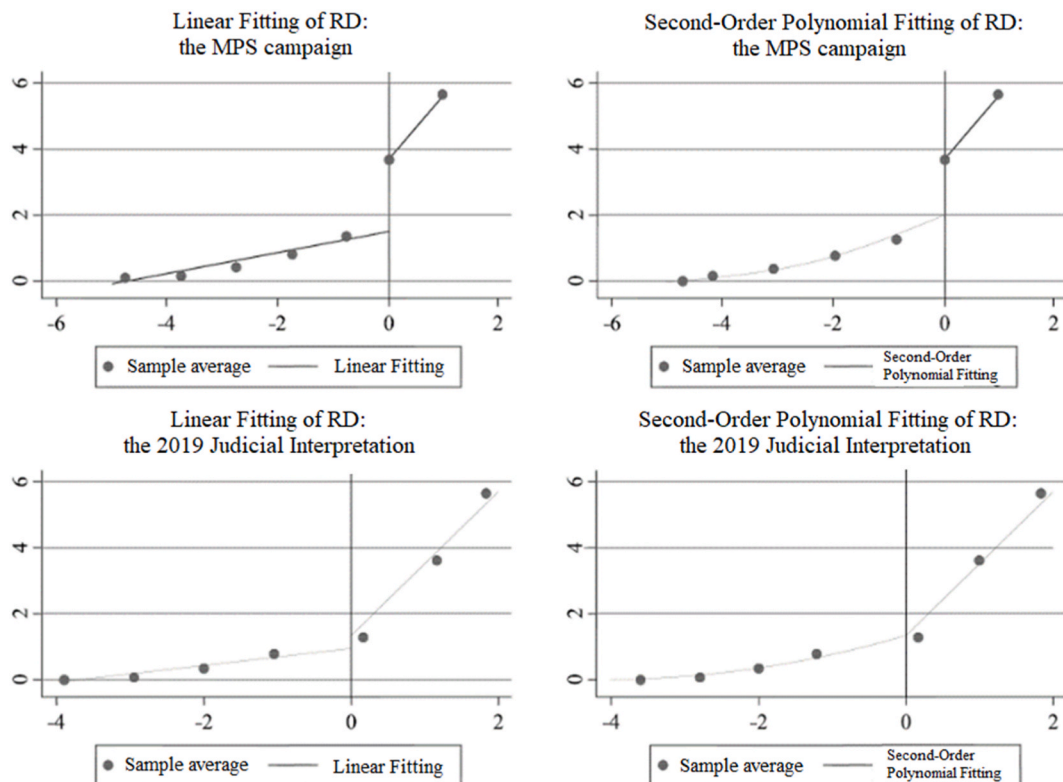 Linear Fitting of RD:
the MPS campaign
6
4
2
0
-6
-4
-2
0
2
Sample average
Linear Fitting
Second-Order Polynomial Fitting of RD:
the MPS campaign
6
4
2
0
-6
-4
-2
0
2
Sample average
Second-Order
Polynomial Fitting
Linear Fitting of RD:
the 2019 Judicial Interpretation
6
4
2
0
-4
-2
0
2
Sample average
Linear Fitting
Second-Order Polynomial Fitting of RD:
the 2019 Judicial Interpretation
6
4
2
0
-4
-2
0
2
Sample average
Second-Order
Polynomial Fitting